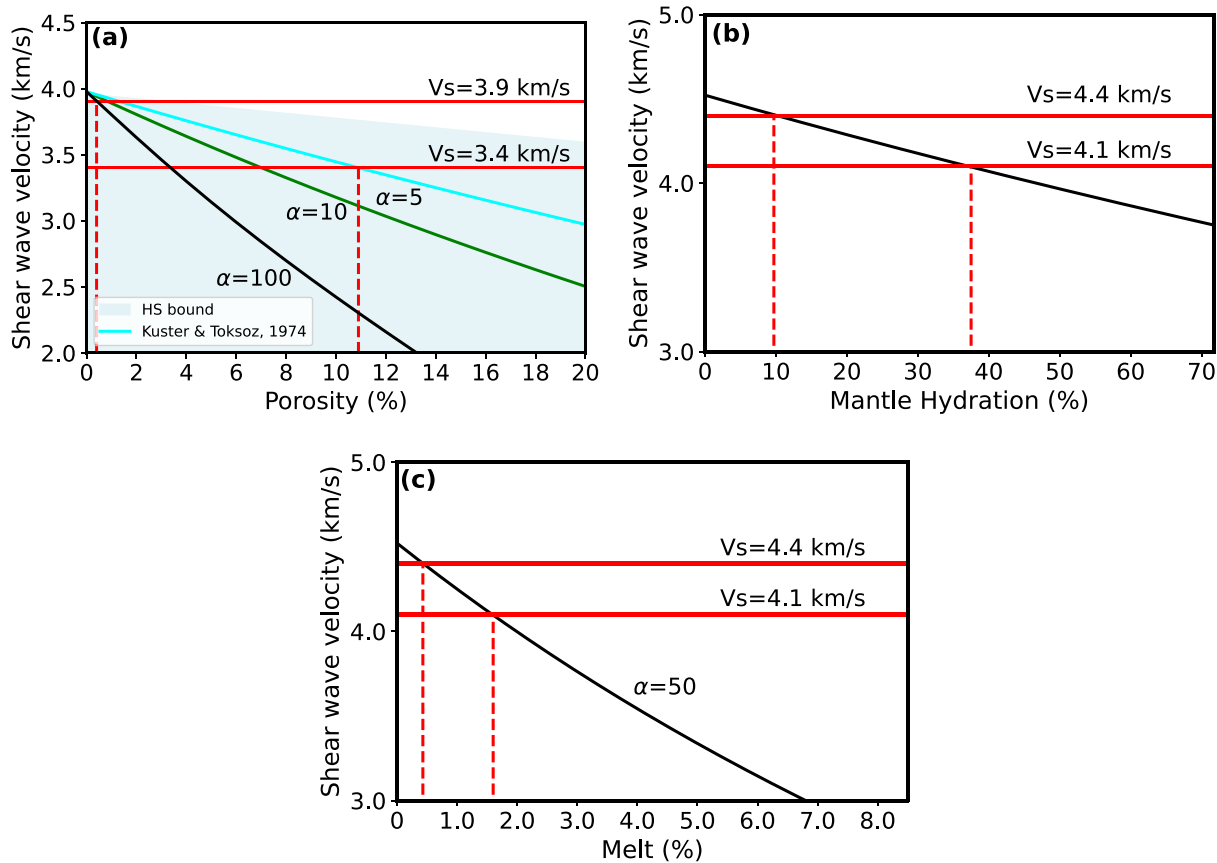 (a)
Shear wave velocity (km/s)
4.5
4.0
3.5
3.0
2.5
2.0
Vs=3.9 km/s
Vs=3.4 km/s
α=5
α=10
α=100
HS bound
Kuster & Toksoz, 1974
0 2 4 6 8 10 12 14 16 18 20
Porosity (%)
(b)
Shear wave velocity (km/s)
5.0
4.0
3.0
Vs=4.4 km/s
Vs=4.1 km/s
0 10 20 30 40 50 60 70
Mantle Hydration (%)
(c)
Shear wave velocity (km/s)
5.0
4.0
3.0
Vs=4.4 km/s
Vs=4.1 km/s
α=50
0 1.0 2.0 3.0 4.0 5.0 6.0 7.0 8.0
Melt (%)